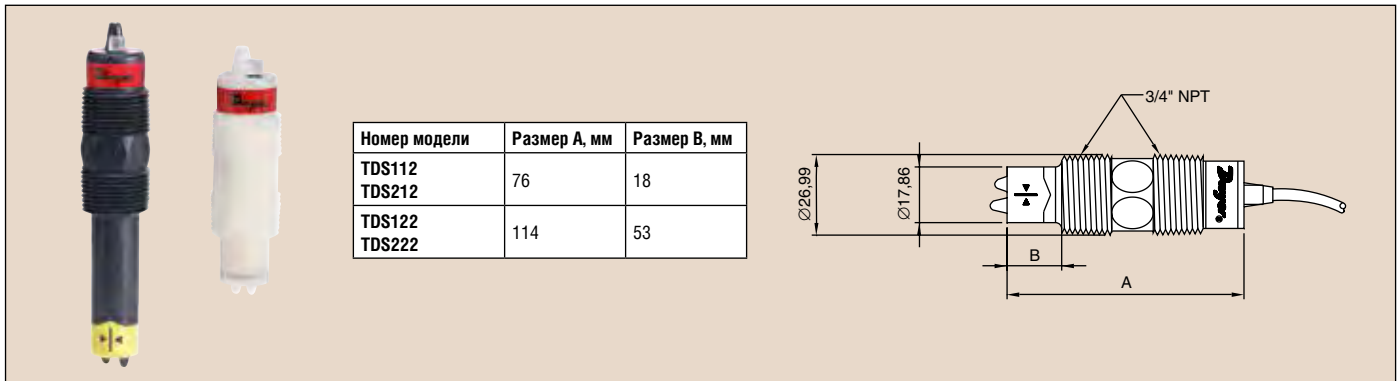 Номер модели Размер A, мм Размер B, мм
TDS112
TDS212
76 18
TDS122
TDS222
114 53
3/4" NPT
Ø26,99
Ø17,86
B
A
Dwyer®